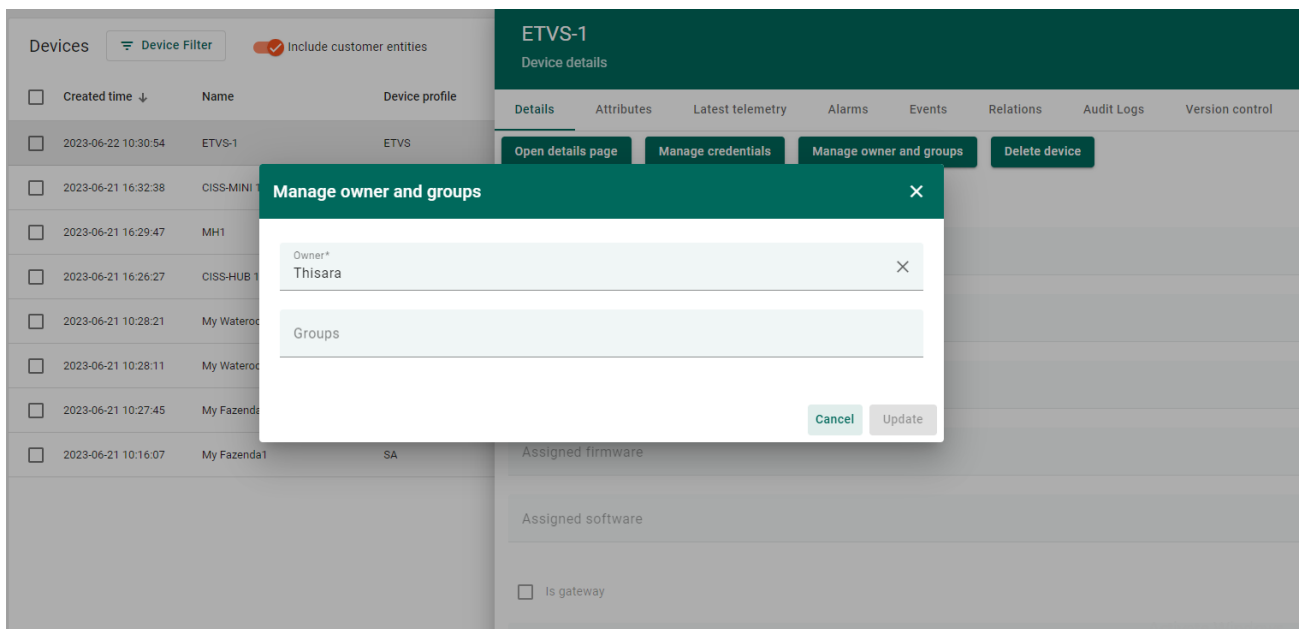 Devices
Device Filter
Include customer entities
Created time ↓ Name Device profile
2023-06-22 10:30:54 ETVS-1 ETVS
2023-06-21 16:32:38 CISS-MINI 1
2023-06-21 16:29:47 MH1
2023-06-21 16:26:27 CISS-HUB 1
2023-06-21 10:28:21 My Wateroc
2023-06-21 10:28:11 My Wateroc
2023-06-21 10:27:45 My Fazenda
2023-06-21 10:16:07 My Fazenda1 SA
ETVS-1
Device details
Details Attributes Latest telemetry Alarms Events Relations Audit Logs Version control
Open details page Manage credentials Manage owner and groups Delete device
Manage owner and groups
Owner*
Thisara
Groups
Cancel Update
Assigned firmware
Assigned software
Is gateway